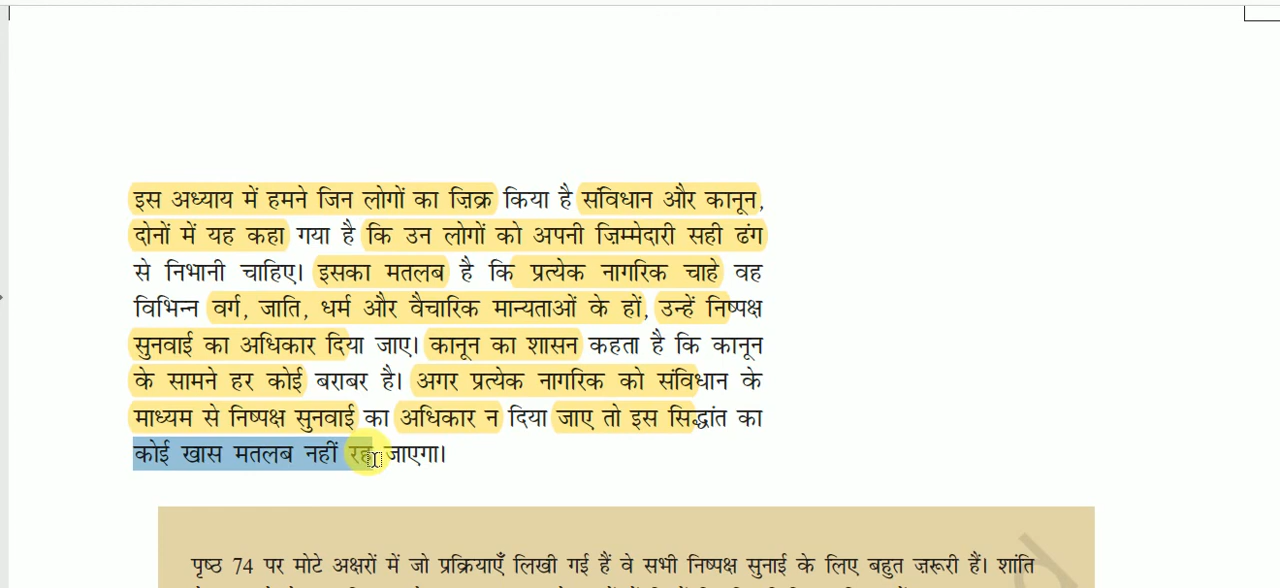 इस अध्याय में हमने जिन लोगों का ज़िक्र किया है संविधान और कानून,
दोनों में यह कहा गया है कि उन लोगों को अपनी ज़िम्मेदारी सही ढंग
से निभानी चाहिए। इसका मतलब है कि प्रत्येक नागरिक चाहे वह
विभिन्न वर्ग, जाति, धर्म और वैचारिक मान्यताओं के हों, उन्हें निष्पक्ष
सुनवाई का अधिकार दिया जाए। कानून का शासन कहता है कि कानून
के सामने हर कोई बराबर है। अगर प्रत्येक नागरिक को संविधान के
माध्यम से निष्पक्ष सुनवाई का अधिकार न दिया जाए तो इस सिद्धांत का
कोई खास मतलब नहीं रह जाएगा।
पृष्ठ 74 पर मोटे अक्षरों में जो प्रक्रियाएँ लिखी गई हैं वे सभी निष्पक्ष सुनाई के लिए बहुत ज़रूरी हैं। शांति